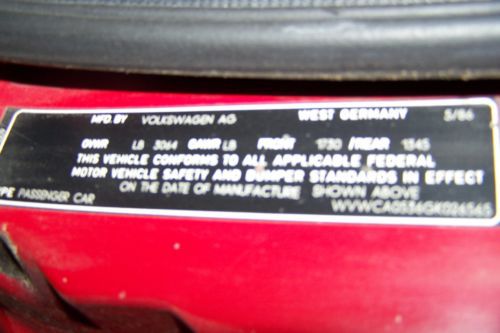 MFD. BY VOLKSWAGEN AG WEST GERMANY 5/86
GVWR LB 3064 GAWR LB FRONT 1730 / REAR 1345
THIS VEHICLE CONFORMS TO ALL APPLICABLE FEDERAL
MOTOR VEHICLE SAFETY AND BUMPER STANDARDS IN EFFECT
ON THE DATE OF MANUFACTURE SHOWN ABOVE
PASSENGER CAR